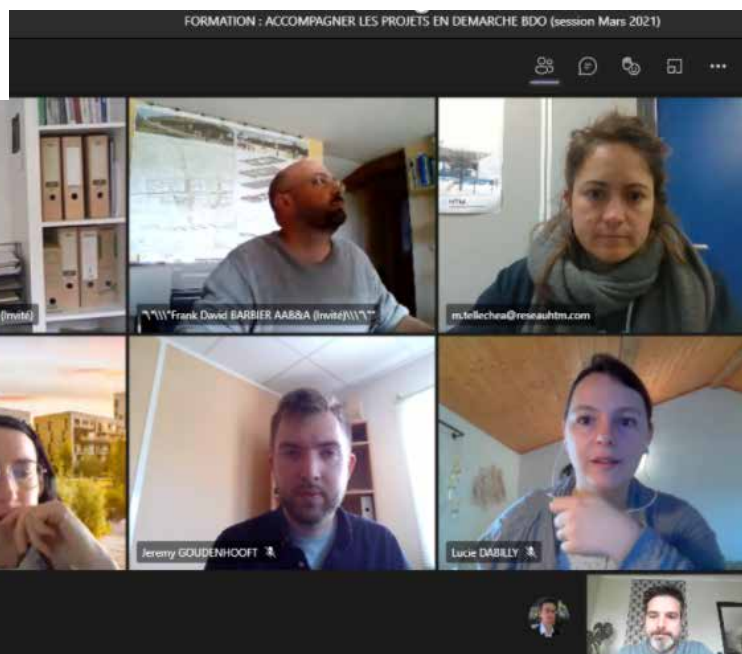 FORMATION : ACCOMPAGNER LES PROJETS EN DEMARCHE BDO (session Mars 2021)
HTM
(Invité)
"\"\\\"Frank David BARBIER AAB&A (Invité)\\\"\""
m.tellechea@reseauhtm.com
Jeremy GOUDENHOOFT
Lucie DABILLY